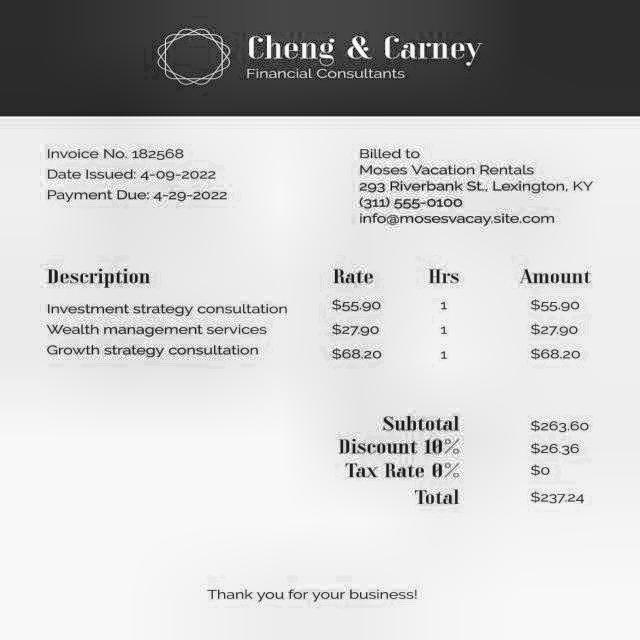 Cheng & Carney
Financial Consultants
Invoice No. 182568
Date Issued: 4-09-2022
Payment Due: 4-29-2022
Billed to
Moses Vacation Rentals
293 Riverbank St., Lexington, KY
(311) 555-0100
info@mosesvacay.site.com
Description Rate Hrs Amount
Investment strategy consultation $55.90 1 $55.90
Wealth management services $27.90 1 $27.90
Growth strategy consultation $68.20 1 $68.20
Subtotal $263.60
Discount 10% $26.36
Tax Rate 0% $0
Total $237.24
Thank you for your business!